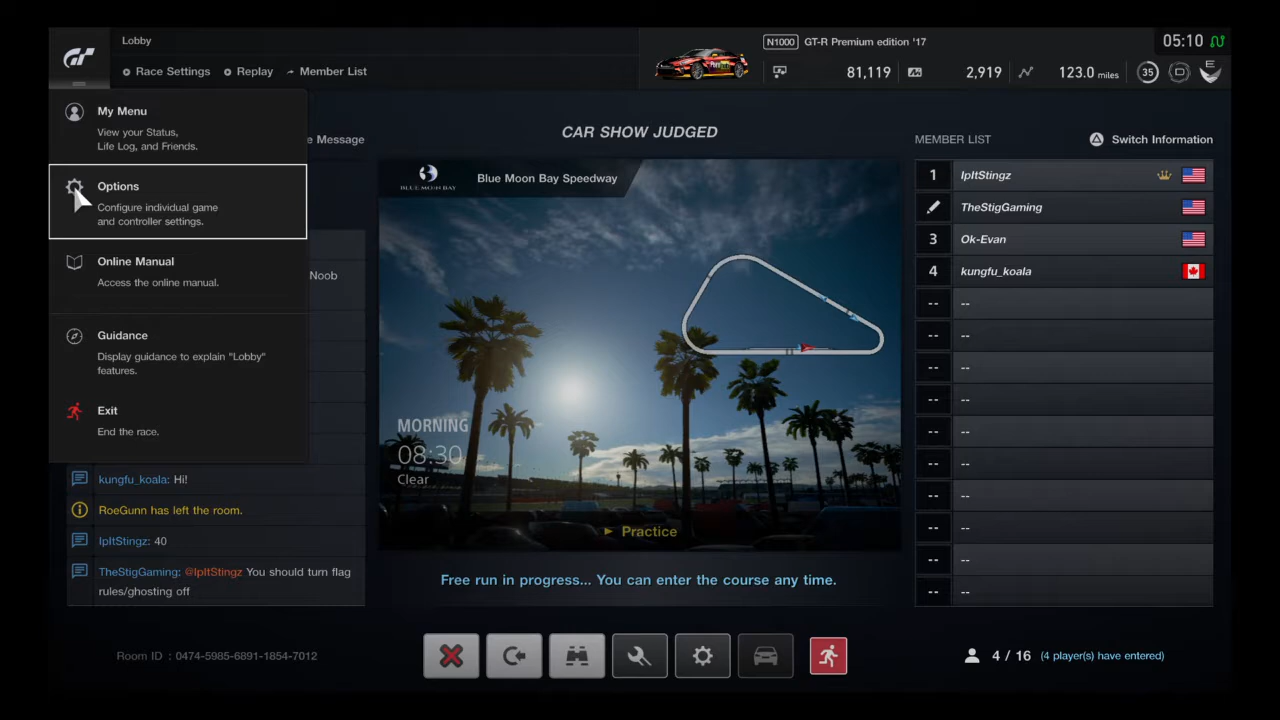 Lobby
Race Settings Replay Member List
N1000 GT-R Premium edition '17
05:10
81,119 2,919 123.0 miles 35 E
My Menu
View your Status,
Life Log, and Friends.
Options
Configure individual game
and controller settings.
Online Manual
Access the online manual.
Guidance
Display guidance to explain "Lobby"
features.
Exit
End the race.
e Message
Noob
kungfu_koala: Hi!
RoeGunn has left the room.
IpItStingz: 40
TheStigGaming: @IpItStingz You should turn flag
rules/ghosting off
CAR SHOW JUDGED
BLUE MOON BAY
Blue Moon Bay Speedway
MORNING
08:30
Clear
Practice
Free run in progress... You can enter the course any time.
MEMBER LIST Switch Information
1 IpItStingz
TheStigGaming
3 Ok-Evan
4 kungfu_koala
-- --
-- --
-- --
-- --
-- --
-- --
-- --
-- --
-- --
-- --
Room ID : 0474-5985-6891-1854-7012
4 / 16 (4 player(s) have entered)